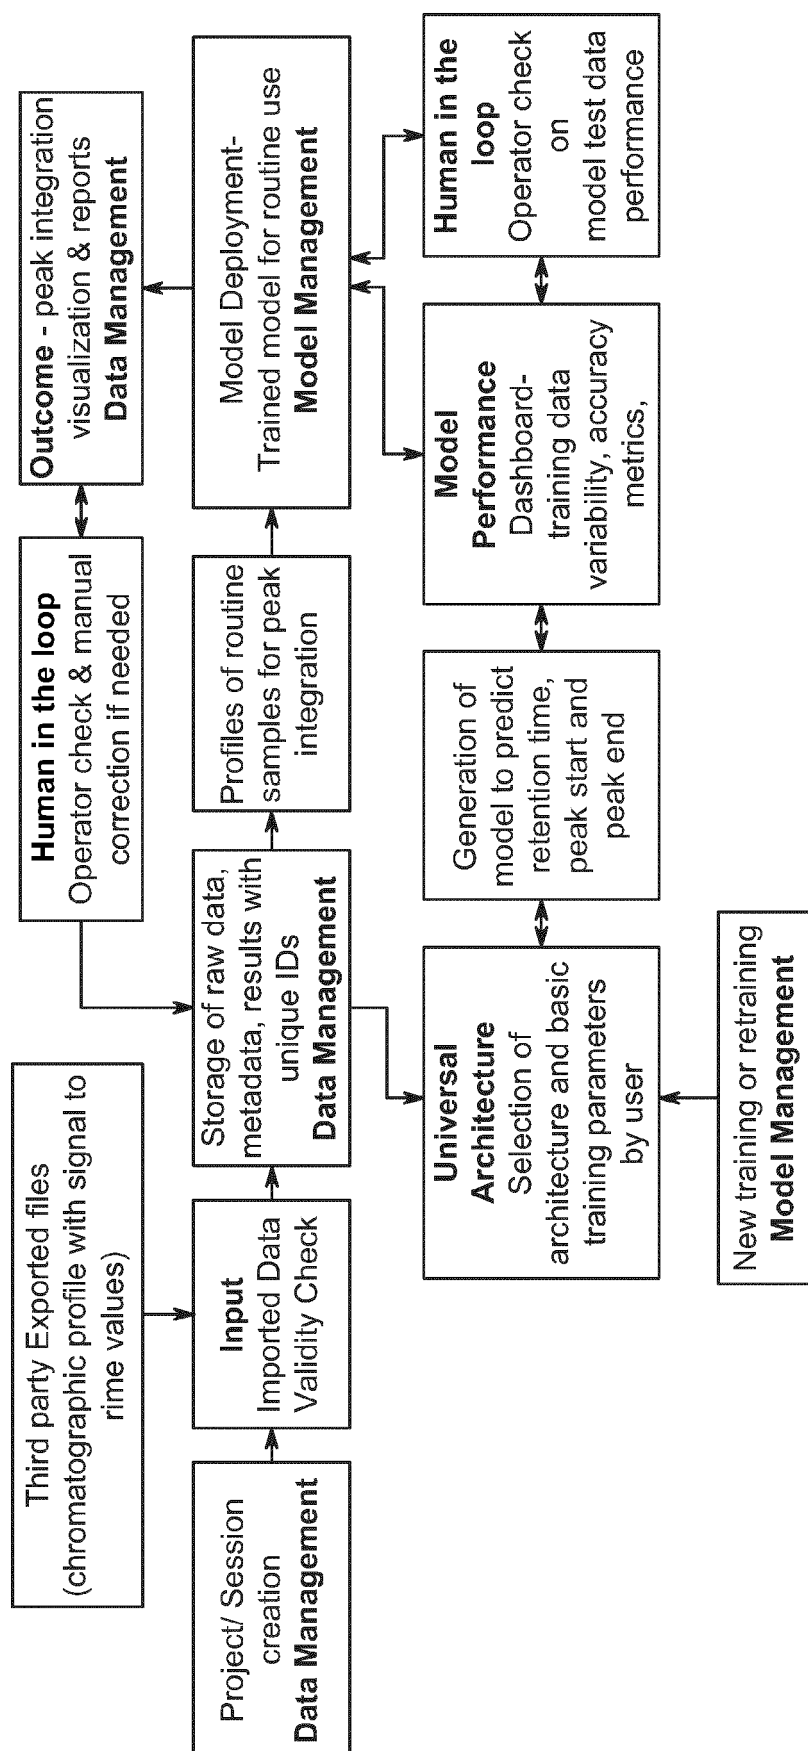 Third party Exported files
(chromatographic profile with signal to
rime values)
Human in the loop
Operator check & manual
correction if needed
Outcome - peak integration
visualization & reports
Data Management
Project/ Session
creation
Data Management
Input
Imported Data
Validity Check
Storage of raw data,
metadata, results with
unique IDs
Data Management
Profiles of routine
samples for peak
integration
Model Deployment-
Trained model for routine use
Model Management
Universal
Architecture
Selection of
architecture and basic
training parameters
by user
Generation of
model to predict
retention time,
peak start and
peak end
Model
Performance
Dashboard-
training data
variability, accuracy
metrics,
Human in the
loop
Operator check
on
model test data
performance
New training or retraining
Model Management